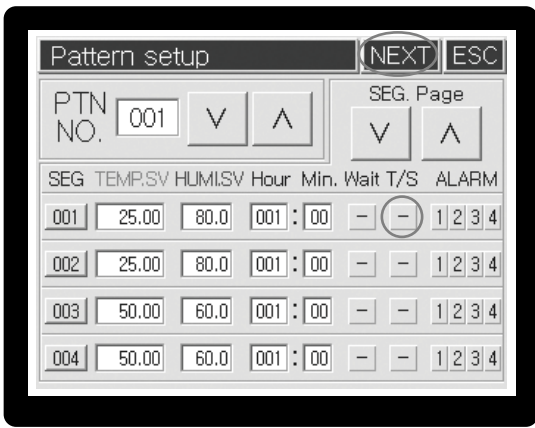 Pattern setup NEXT ESC
PTN NO. 001 ∨ ∧
SEG. Page
∨ ∧
SEG TEMP.SV HUMI.SV Hour Min. Wait T/S ALARM
001 25.00 80.0 001 : 00 - - 1 2 3 4
002 25.00 80.0 001 : 00 - - 1 2 3 4
003 50.00 60.0 001 : 00 - - 1 2 3 4
004 50.00 60.0 001 : 00 - - 1 2 3 4